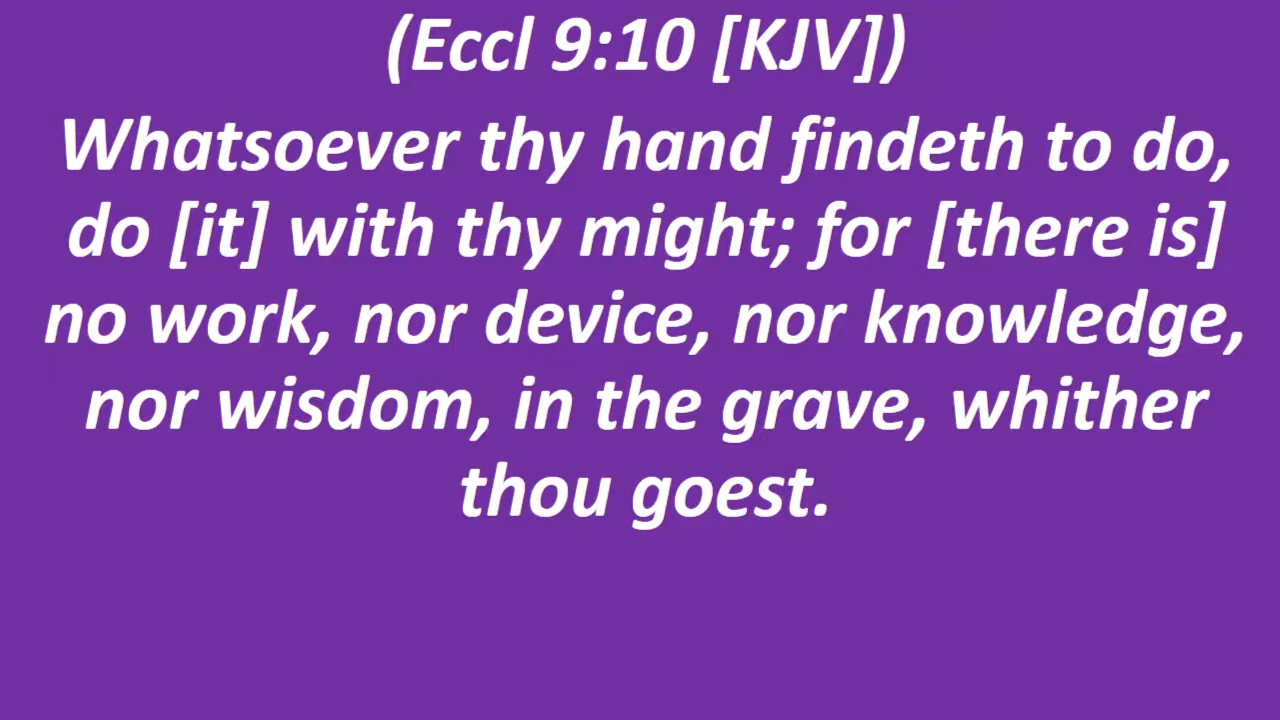 (Eccl 9:10 [KJV])
Whatsoever thy hand findeth to do,
do [it] with thy might; for [there is]
no work, nor device, nor knowledge,
nor wisdom, in the grave, whither
thou goest.